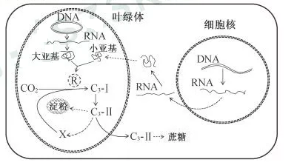 叶绿体
细胞核
DNA
RNA
小亚基
大亚基
R
DNA
RNA
RNA
CO₂
C₃-Ⅰ
淀粉
C₃-Ⅱ
X
C₃-Ⅱ
蔗糖